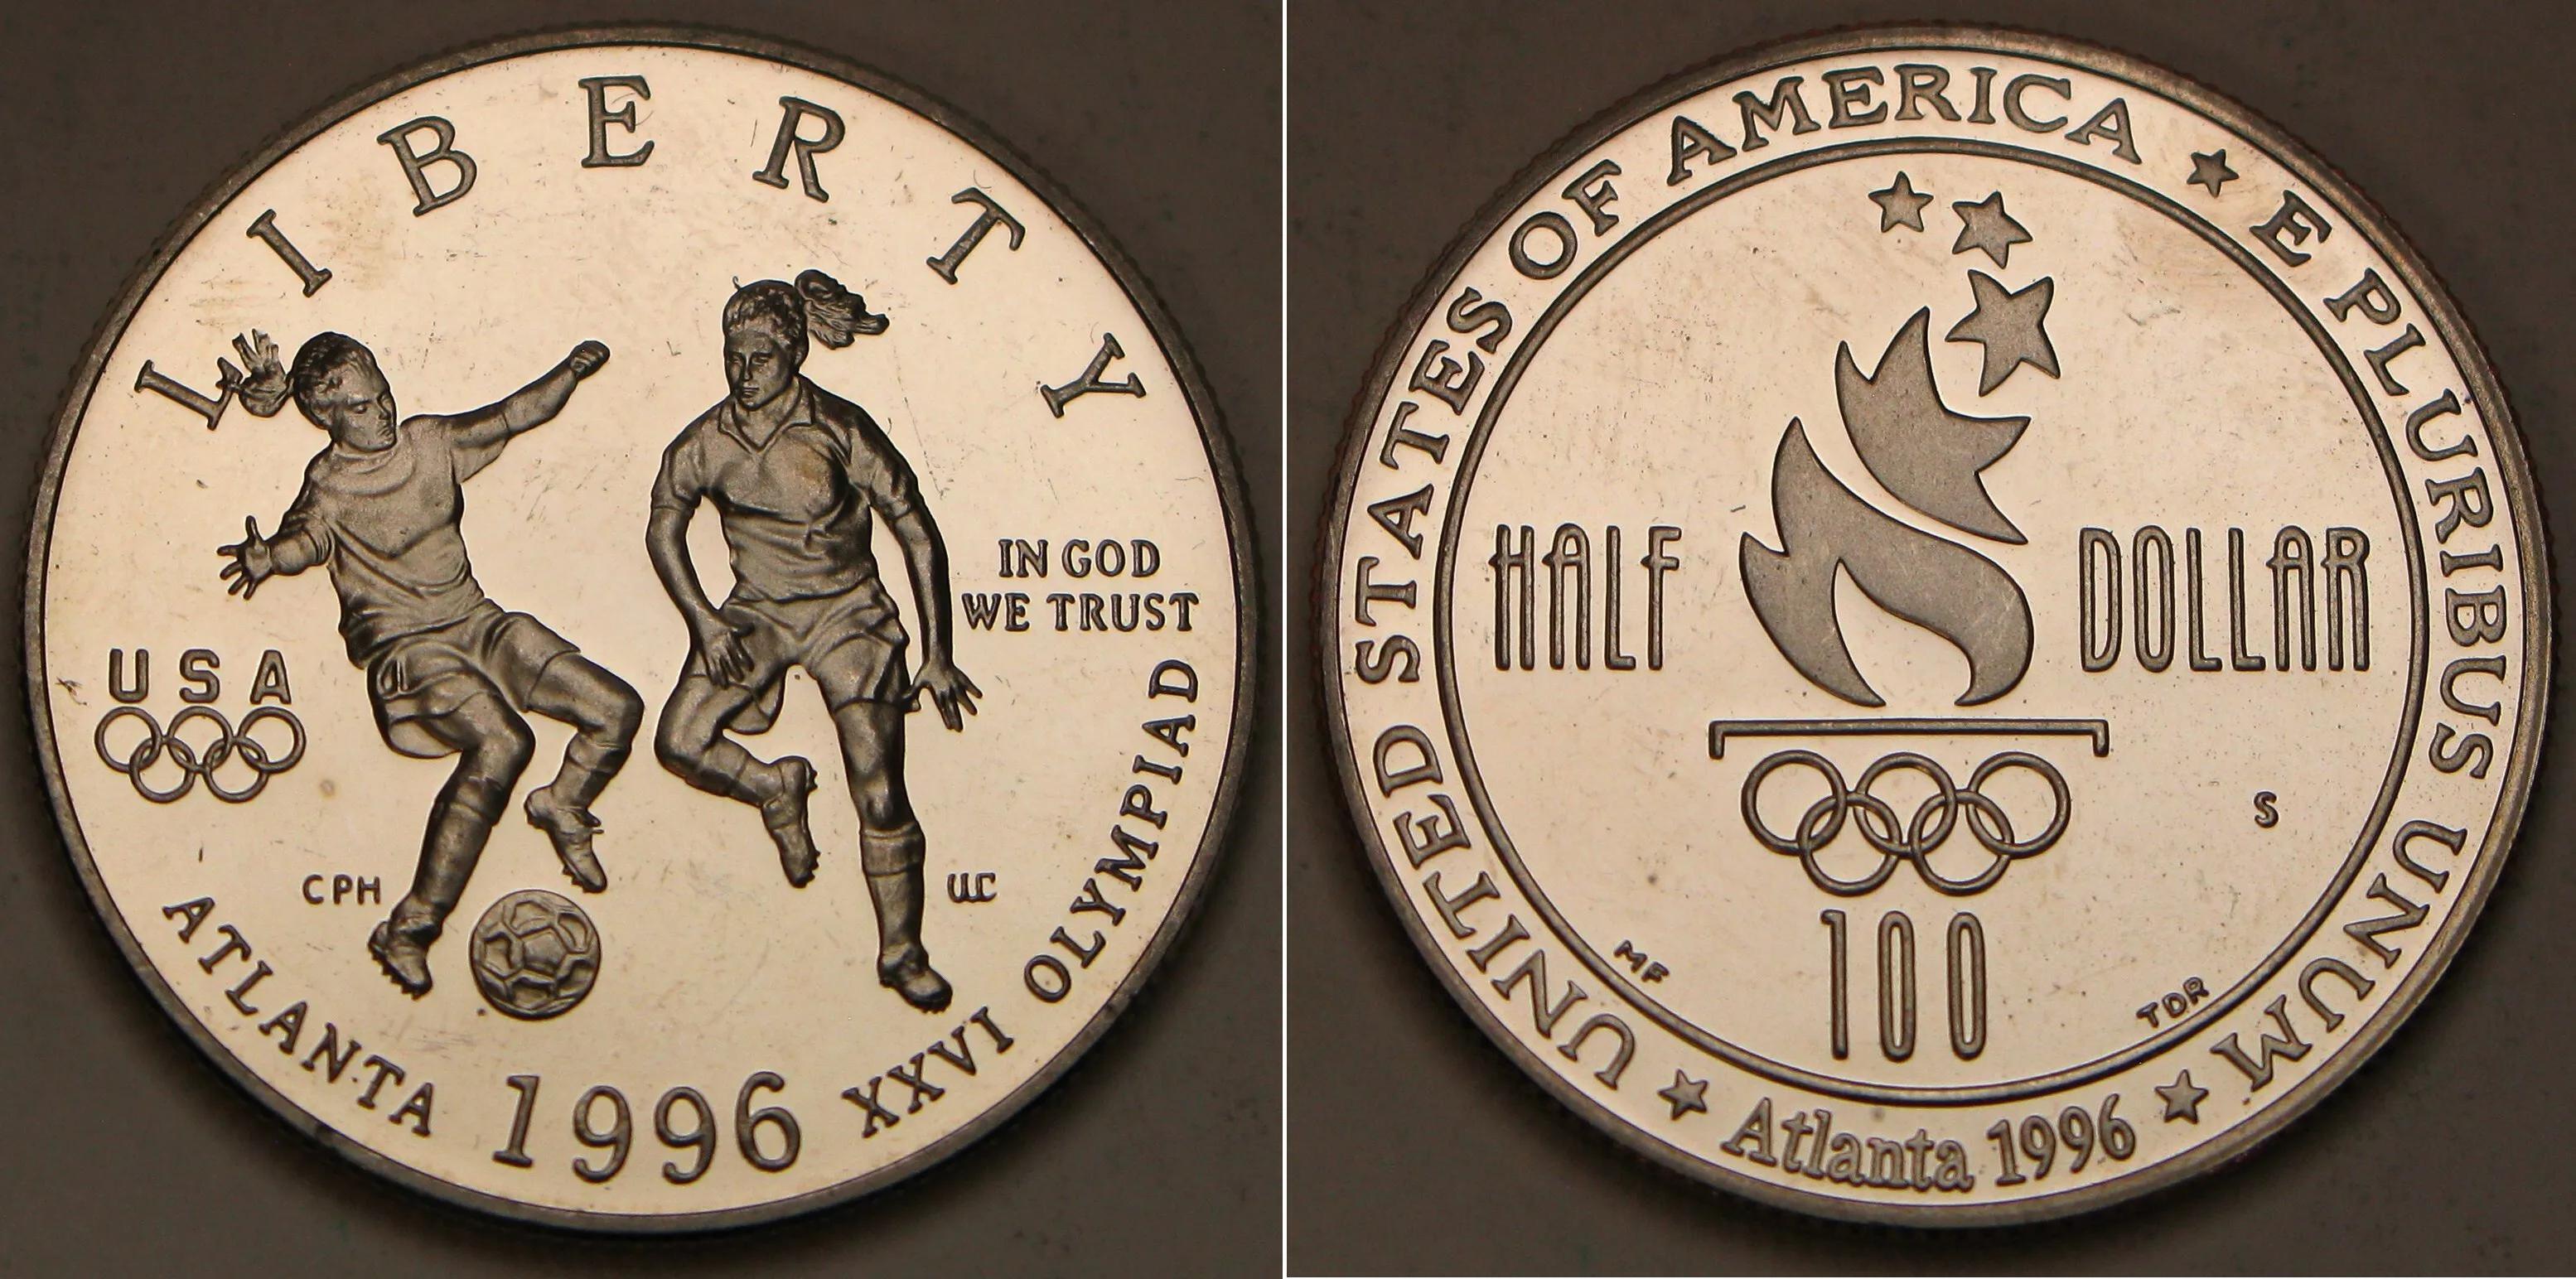 LIBERTY
IN GOD
WE TRUST
USA
CPH
UC
ATLANTA 1996 XXVI OLYMPIAD
UNITED STATES OF AMERICA ★ E PLURIBUS UNUM ★ Atlanta 1996 ★
HALF DOLLAR
S
100
MF
TDR